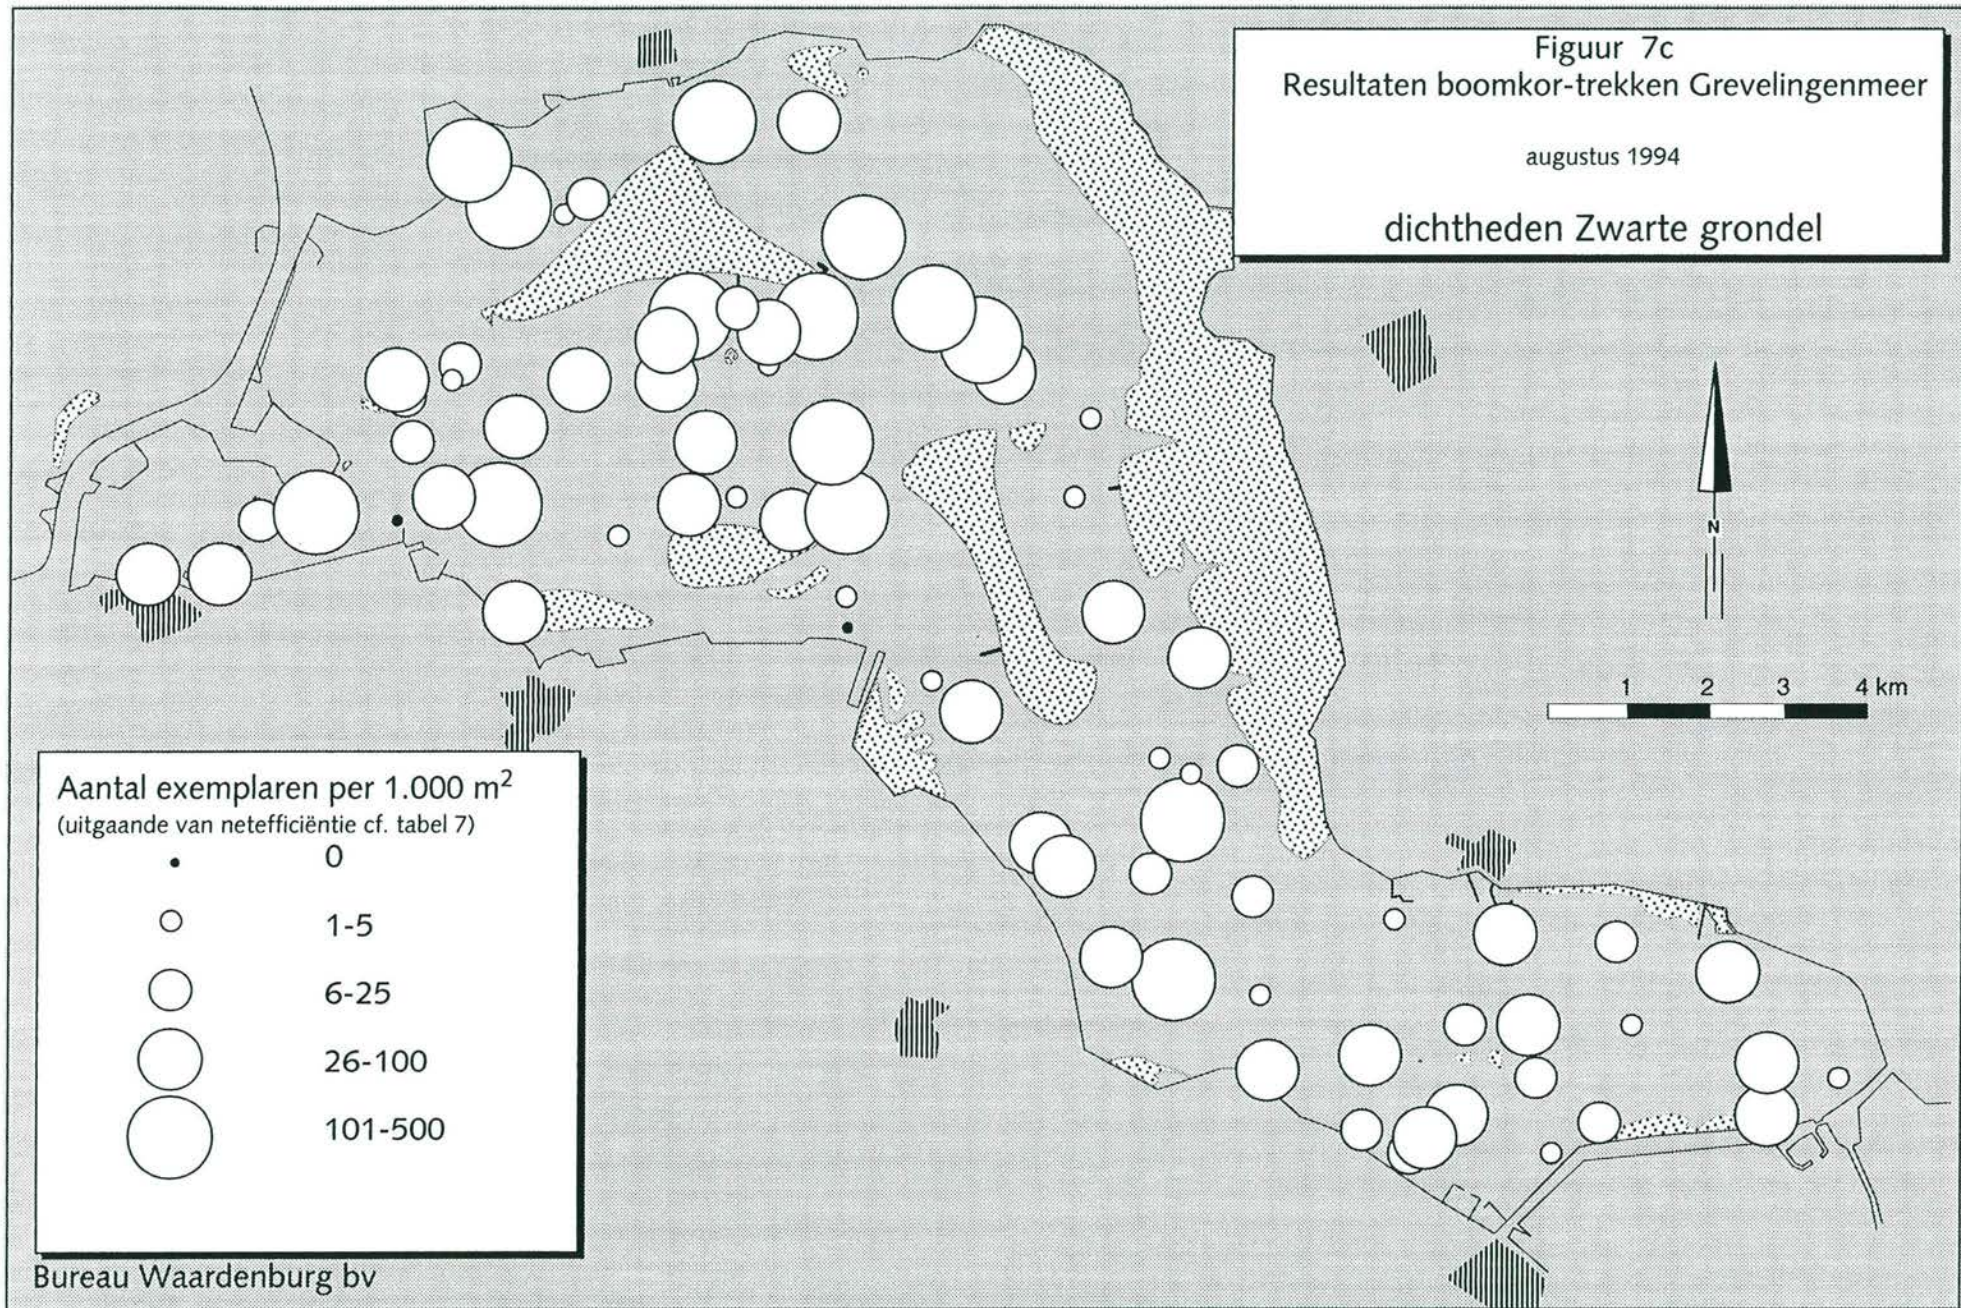 Figuur 7c
Resultaten boomkor-trekken Grevelingenmeer
augustus 1994
dichtheden Zwarte grondel
N
1 2 3 4 km
Aantal exemplaren per 1.000 m²
(uitgaande van netefficiëntie cf. tabel 7)
0
1-5
6-25
26-100
101-500
Bureau Waardenburg bv